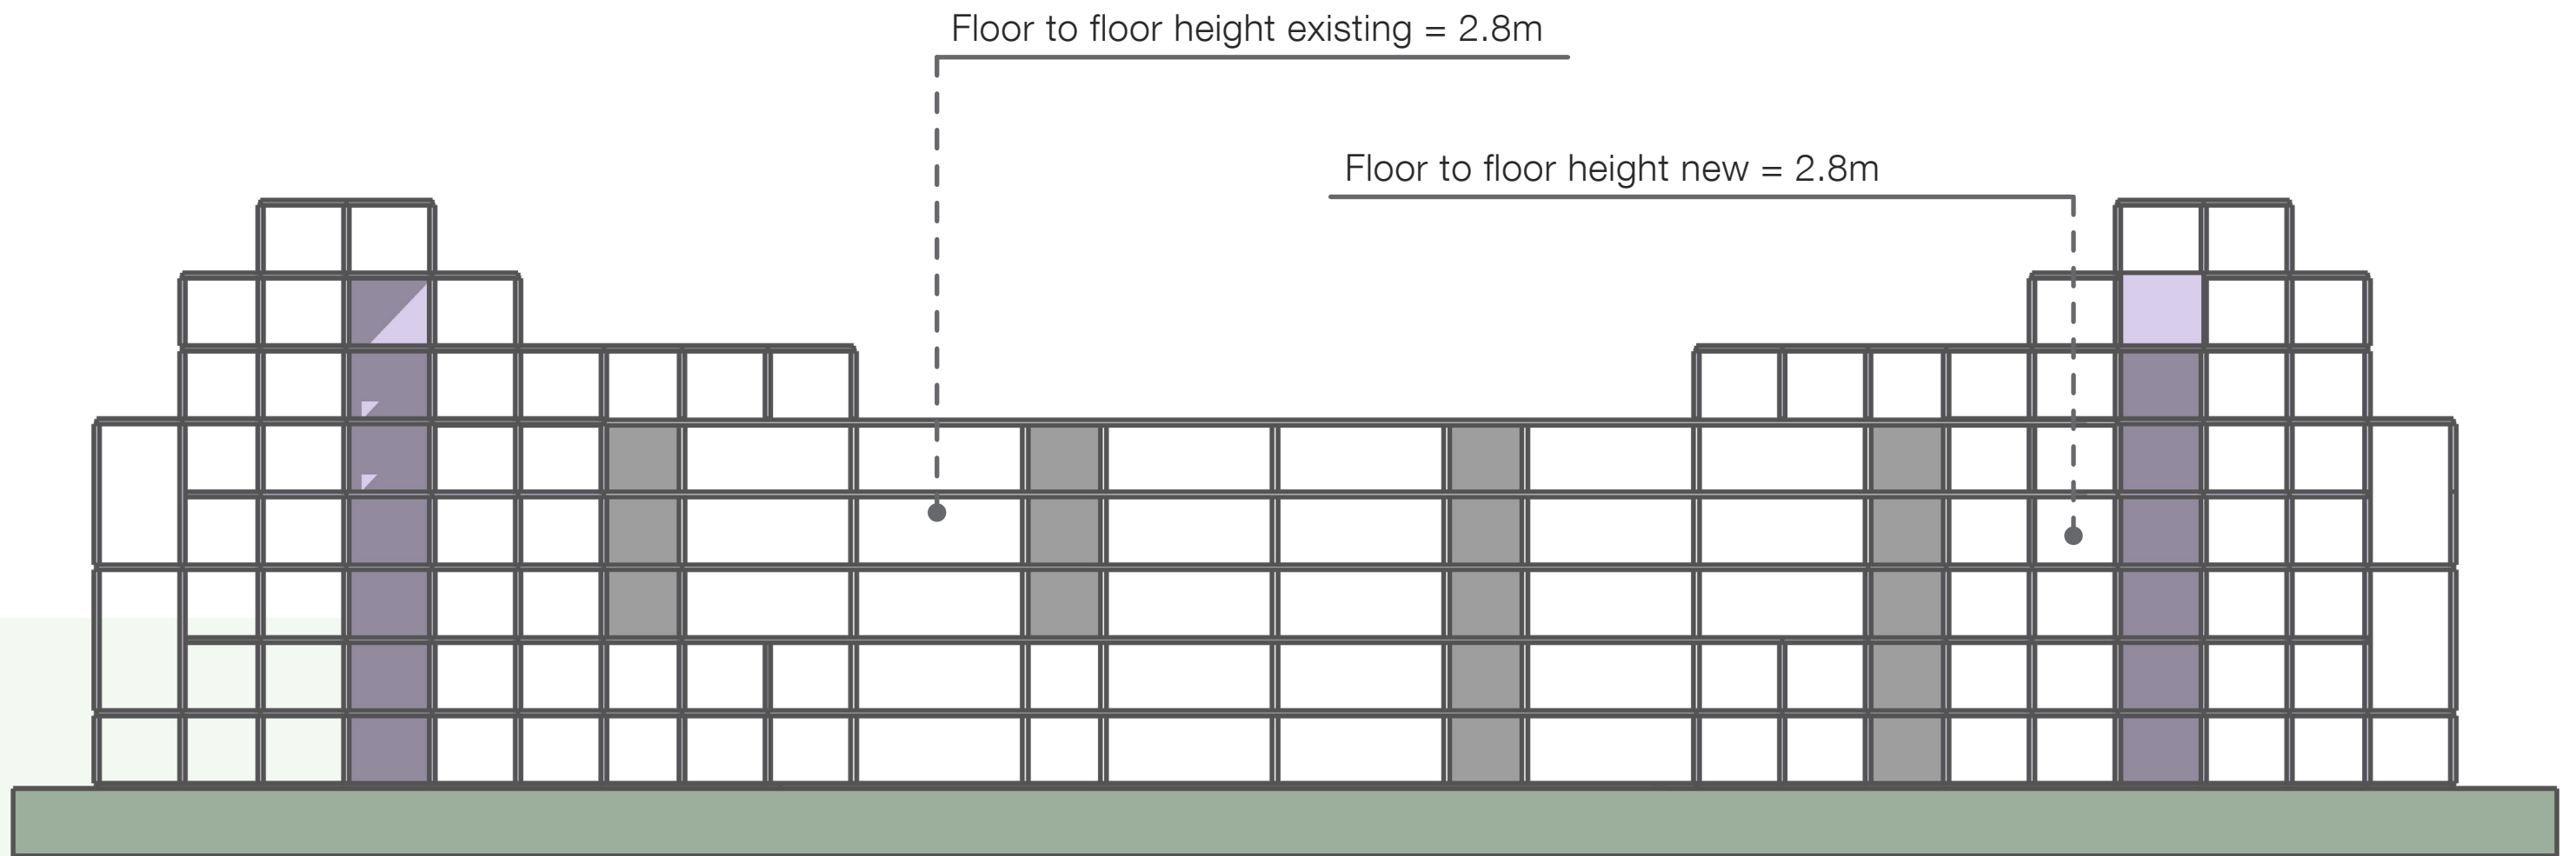 Floor to floor height existing = 2.8m
Floor to floor height new = 2.8m